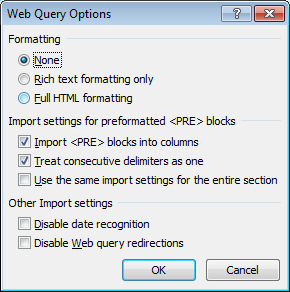 Web Query Options
Formatting
None
Rich text formatting only
Full HTML formatting
Import settings for preformatted <PRE> blocks
Import <PRE> blocks into columns
Treat consecutive delimiters as one
Use the same import settings for the entire section
Other Import settings
Disable date recognition
Disable Web query redirections
OK Cancel